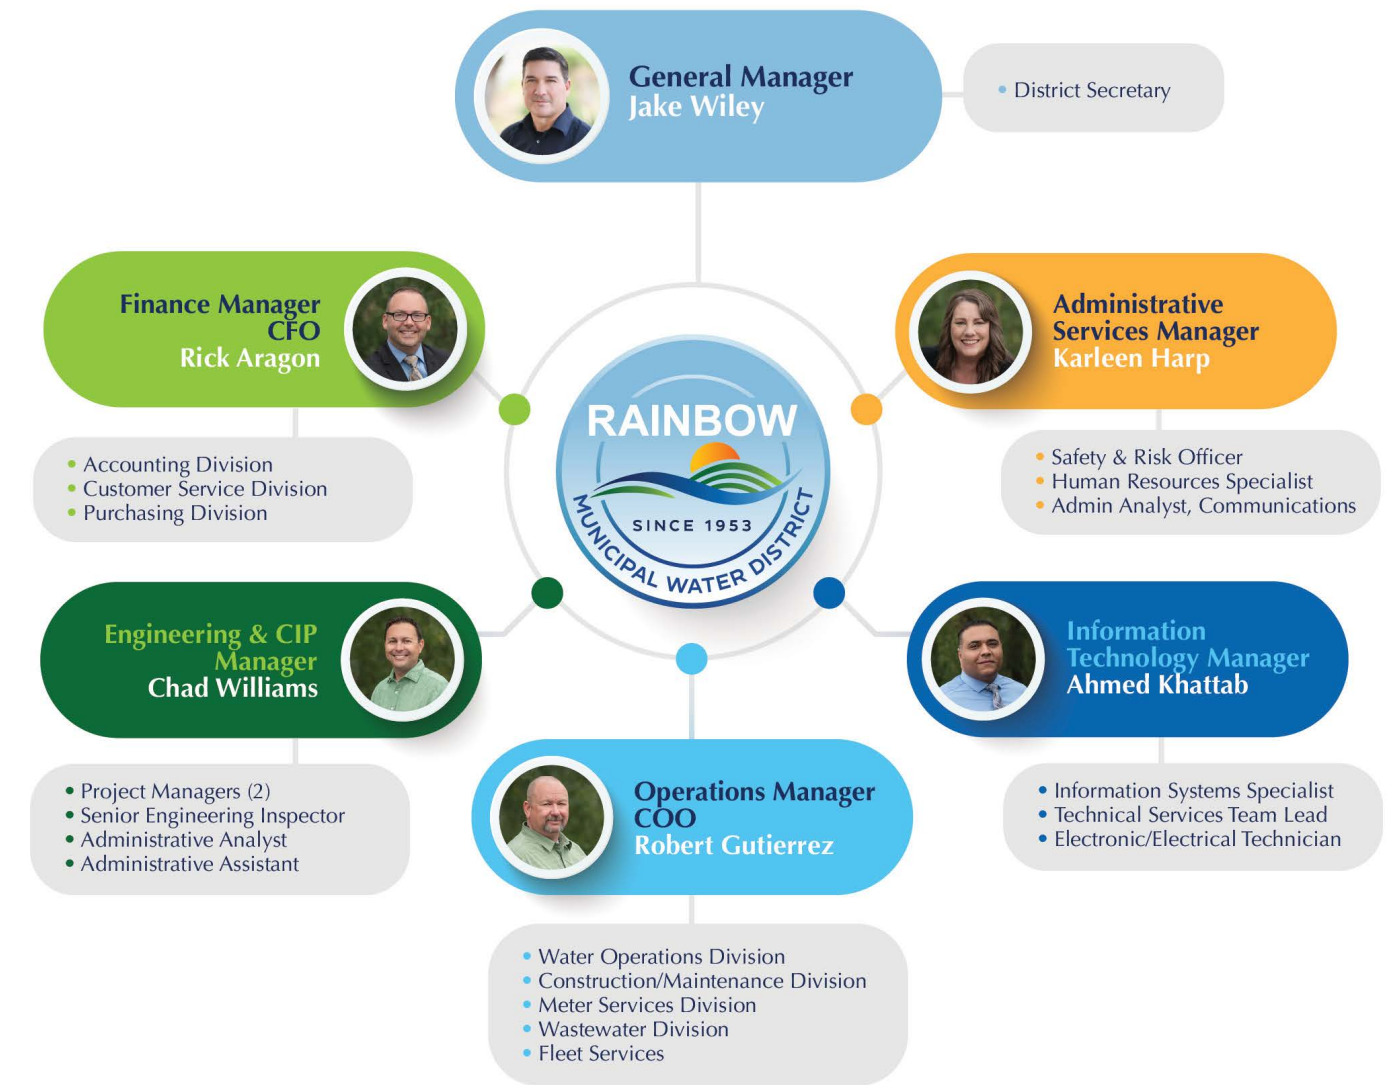 General Manager
Jake Wiley
• District Secretary
Finance Manager
CFO
Rick Aragon
• Accounting Division
• Customer Service Division
• Purchasing Division
Administrative
Services Manager
Karleen Harp
• Safety & Risk Officer
• Human Resources Specialist
• Admin Analyst, Communications
RAINBOW
SINCE 1953
MUNICIPAL WATER DISTRICT
Engineering & CIP
Manager
Chad Williams
• Project Managers (2)
• Senior Engineering Inspector
• Administrative Analyst
• Administrative Assistant
Information
Technology Manager
Ahmed Khattab
• Information Systems Specialist
• Technical Services Team Lead
• Electronic/Electrical Technician
Operations Manager
COO
Robert Gutierrez
• Water Operations Division
• Construction/Maintenance Division
• Meter Services Division
• Wastewater Division
• Fleet Services